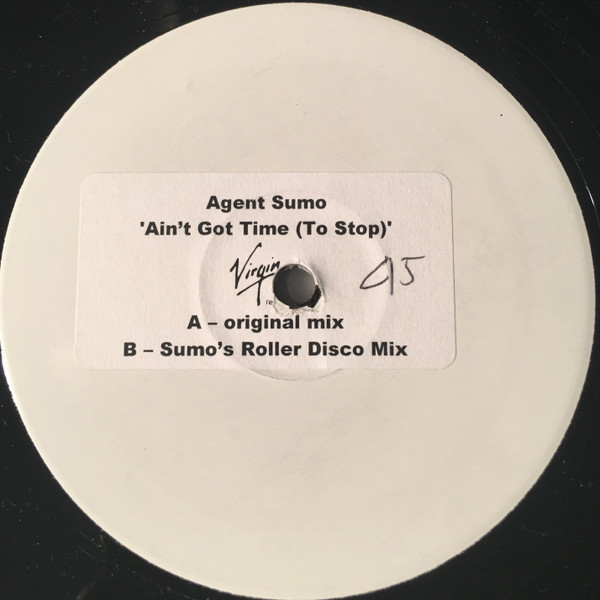 Agent Sumo
'Ain't Got Time (To Stop)'
Virgin
A – original mix
B – Sumo's Roller Disco Mix